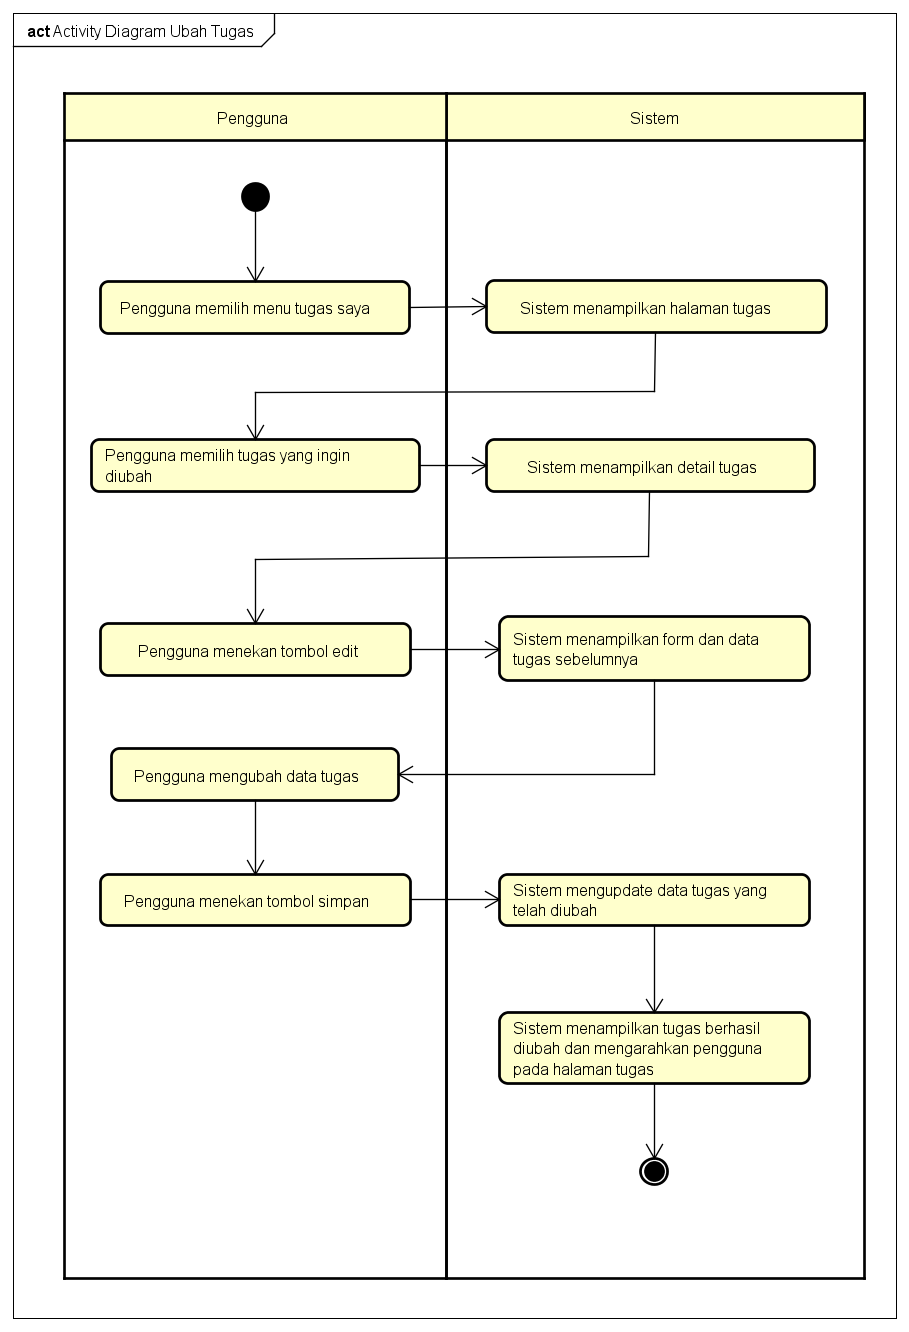 act Activity Diagram Ubah Tugas
Pengguna
Sistem
Pengguna memilih menu tugas saya
Sistem menampilkan halaman tugas
Pengguna memilih tugas yang ingin
diubah
Sistem menampilkan detail tugas
Pengguna menekan tombol edit
Sistem menampilkan form dan data
tugas sebelumnya
Pengguna mengubah data tugas
Pengguna menekan tombol simpan
Sistem mengupdate data tugas yang
telah diubah
Sistem menampilkan tugas berhasil
diubah dan mengarahkan pengguna
pada halaman tugas